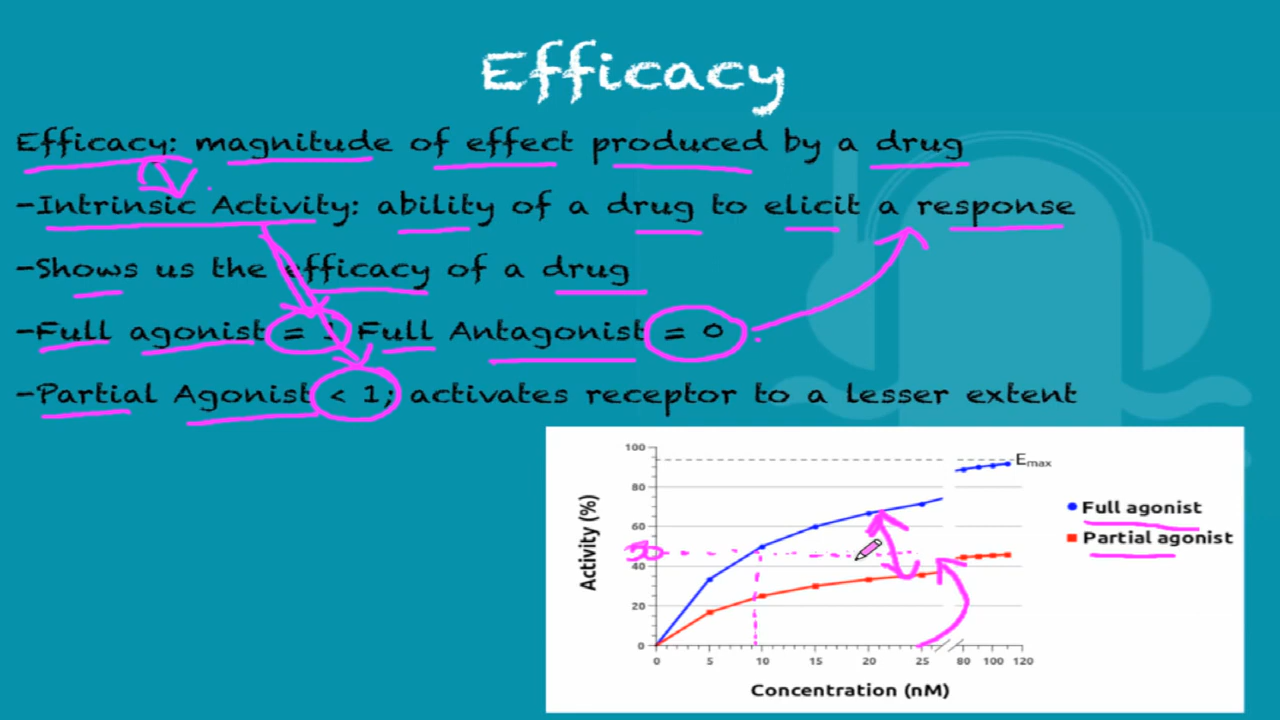 Efficacy
Efficacy: magnitude of effect produced by a drug
-Intrinsic Activity: ability of a drug to elicit a response
-Shows us the efficacy of a drug
-Full agonist = 1 Full Antagonist = 0
-Partial Agonist < 1; activates receptor to a lesser extent
100
Emax
80
Full agonist
60
Partial agonist
50
40
20
0
Activity (%)
0 5 10 15 20 25 80 100 120
Concentration (nM)